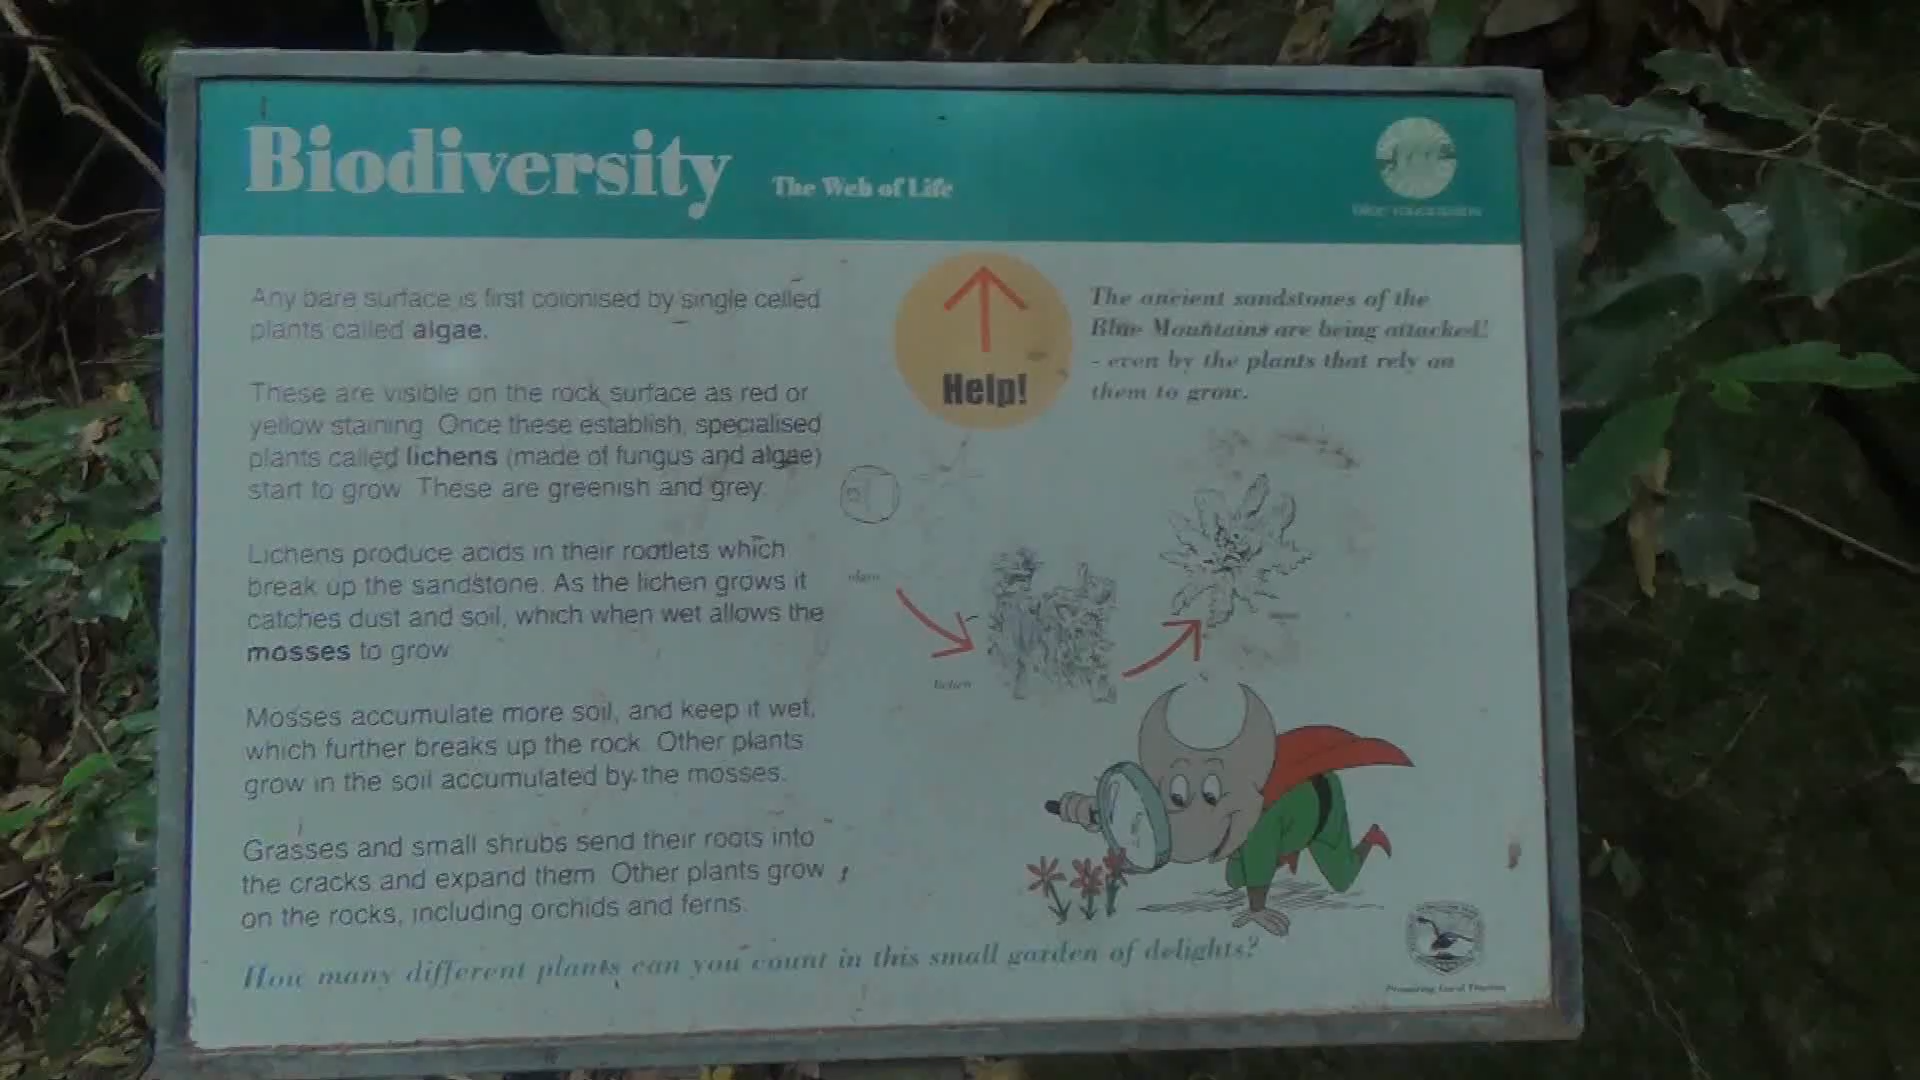 Biodiversity The Web of Life
blue mountains
Any bare surface is first colonised by single celled
plants called algae.
These are visible on the rock surface as red or
yellow staining. Once these establish, specialised
plants called lichens (made of fungus and algae)
start to grow. These are greenish and grey.
Lichens produce acids in their rootlets which
break up the sandstone. As the lichen grows it
catches dust and soil, which when wet allows the
mosses to grow.
Mosses accumulate more soil, and keep it wet,
which further breaks up the rock. Other plants
grow in the soil accumulated by the mosses.
Grasses and small shrubs send their roots into
the cracks and expand them. Other plants grow
on the rocks, including orchids and ferns.
How many different plants can you count in this small garden of delights?
Help!
The ancient sandstones of the
Blue Mountains are being attacked!
- even by the plants that rely on
them to grow.
lichen